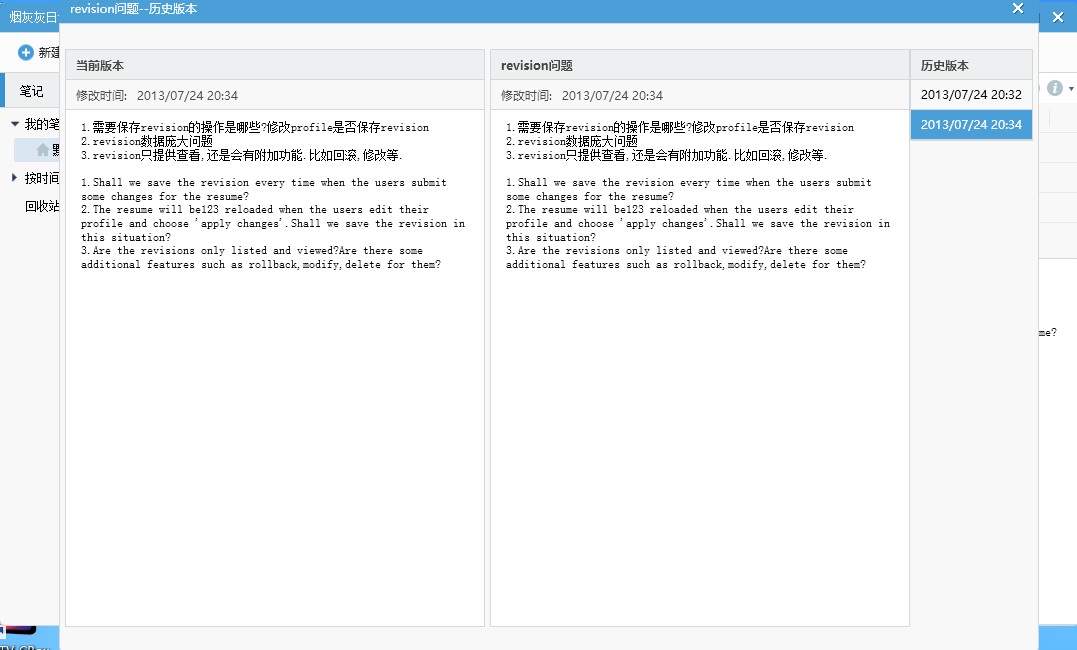 烟灰灰日
revision问题--历史版本
新建
笔记
我的笔
按时间
回收站
当前版本
修改时间: 2013/07/24 20:34
1.需要保存revision的操作是哪些?修改profile是否保存revision
2.revision数据庞大问题
3.revision只提供查看,还是会有附加功能.比如回滚,修改等.
1.Shall we save the revision every time when the users submit
some changes for the resume?
2.The resume will be123 reloaded when the users edit their
profile and choose 'apply changes'.Shall we save the revision in
this situation?
3.Are the revisions only listed and viewed?Are there some
additional features such as rollback,modify,delete for them?
revision问题
修改时间: 2013/07/24 20:34
1.需要保存revision的操作是哪些?修改profile是否保存revision
2.revision数据庞大问题
3.revision只提供查看,还是会有附加功能.比如回滚,修改等.
1.Shall we save the revision every time when the users submit
some changes for the resume?
2.The resume will be123 reloaded when the users edit their
profile and choose 'apply changes'.Shall we save the revision in
this situation?
3.Are the revisions only listed and viewed?Are there some
additional features such as rollback,modify,delete for them?
历史版本
2013/07/24 20:32
2013/07/24 20:34
me?